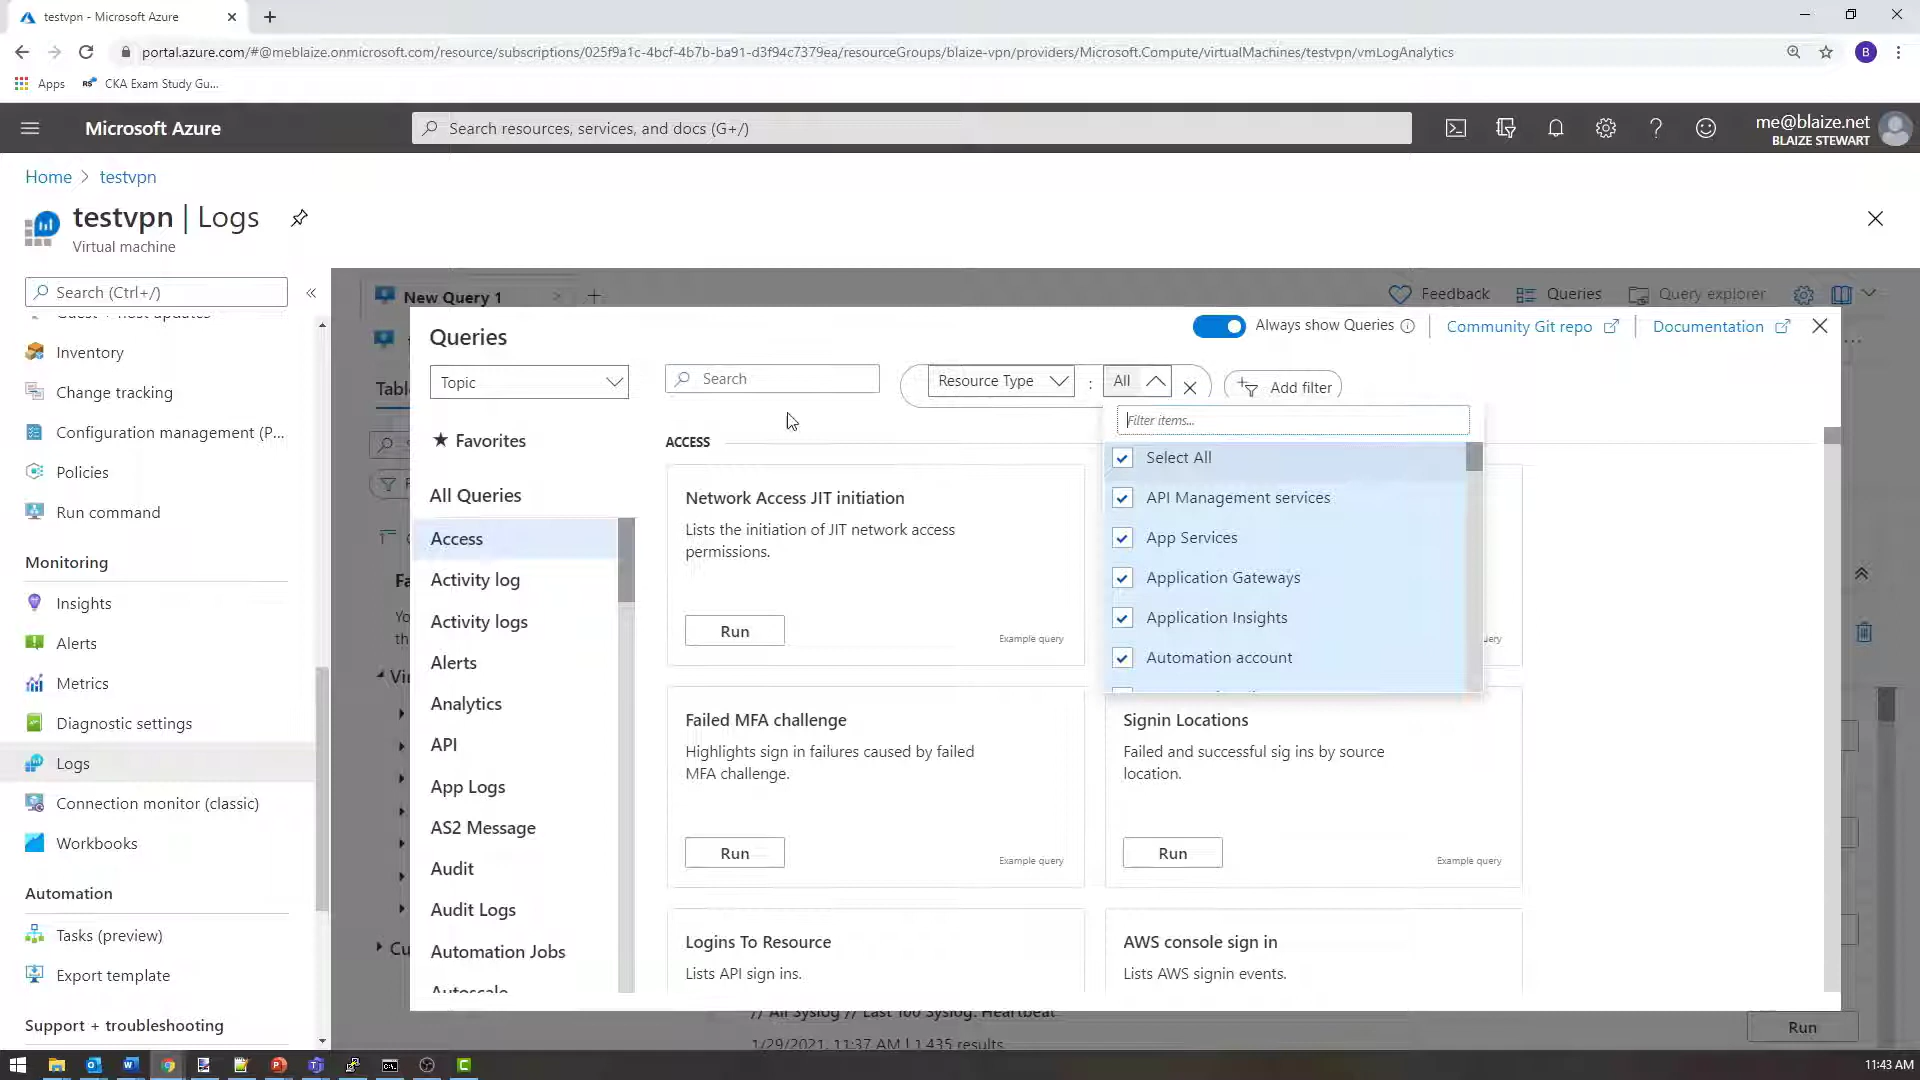 testvpn - Microsoft Azure
portal.azure.com/#@meblaize.onmicrosoft.com/resource/subscriptions/025f9a1c-4bcf-4b7b-ba91-d3f94c7379ea/resourceGroups/blaize-vpn/providers/Microsoft.Compute/virtualMachines/testvpn/vmLogAnalytics
B
Apps
CKA Exam Study Gu...
Microsoft Azure
Search resources, services, and docs (G+/)
me@blaize.net
BLAIZE STEWART
Home > testvpn
testvpn | Logs
Virtual machine
Search (Ctrl+/)
Guest + host updates
Inventory
Change tracking
Configuration management (P...
Policies
Run command
Monitoring
Insights
Alerts
Metrics
Diagnostic settings
Logs
Connection monitor (classic)
Workbooks
Automation
Tasks (preview)
Export template
Support + troubleshooting
New Query 1
Feedback
Queries
Query explorer
Queries
Always show Queries
Community Git repo
Documentation
Topic
Search
Resource Type
:
All
Add filter
Filter items...
Select All
API Management services
App Services
Application Gateways
Application Insights
Automation account
Favorites
All Queries
Access
Activity log
Activity logs
Alerts
Analytics
API
App Logs
AS2 Message
Audit
Audit Logs
Automation Jobs
Autoscale
ACCESS
Network Access JIT initiation
Lists the initiation of JIT network access
permissions.
Run
Example query
Failed MFA challenge
Highlights sign in failures caused by failed
MFA challenge.
Run
Example query
Signin Locations
Failed and successful sig ins by source
location.
Run
Example query
Logins To Resource
Lists API sign ins.
AWS console sign in
Lists AWS signin events.
// All Syslog // Last 100 Syslog. Heartbeat
1/29/2021, 11:37 AM | 1,435 results
Run
11:43 AM